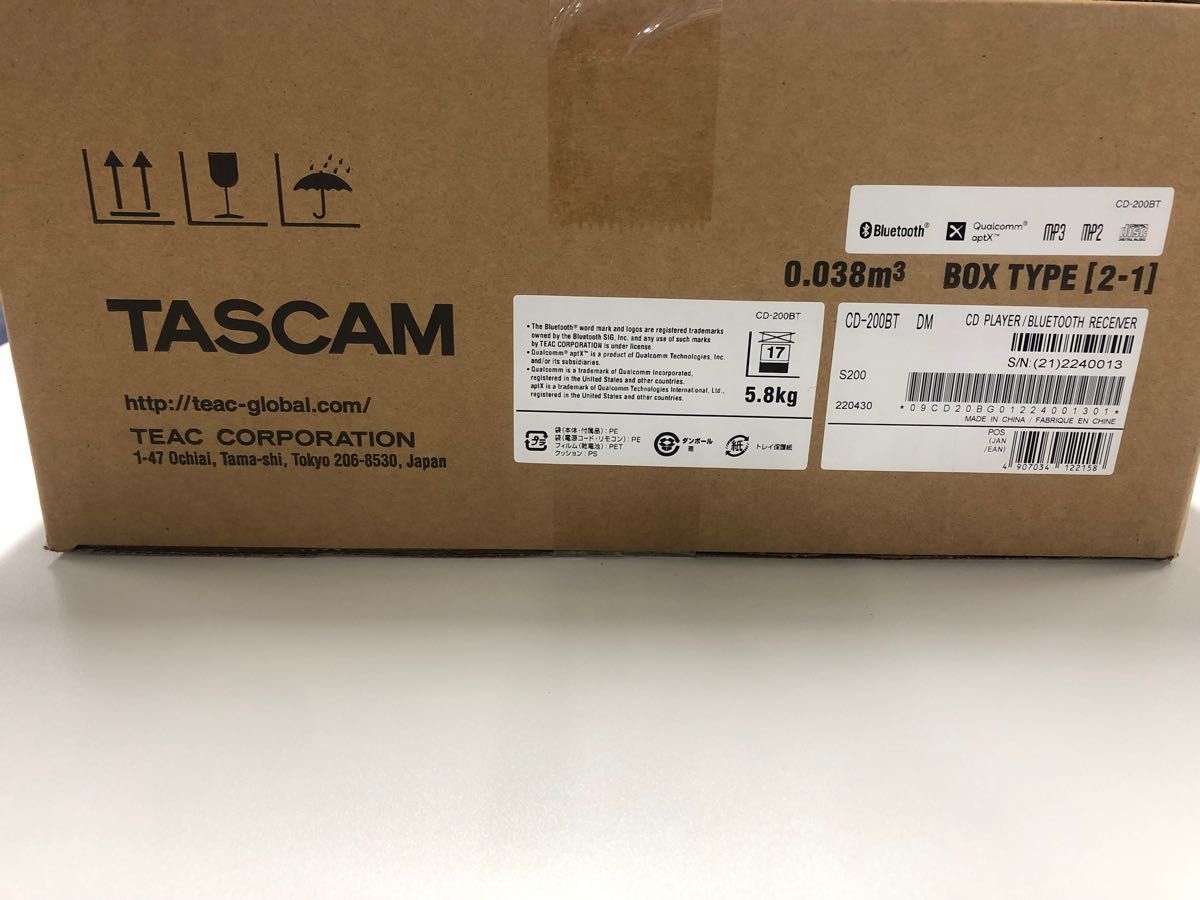 CD-200BT
Bluetooth® Qualcomm® aptX™ MP3 MP2 COMPACT disc DIGITAL AUDIO
0.038m³ BOX TYPE [2-1]
TASCAM
http://teac-global.com/
TEAC CORPORATION
1-47 Ochiai, Tama-shi, Tokyo 206-8530, Japan
CD-200BT
• The Bluetooth® word mark and logos are registered trademarks
owned by the Bluetooth SIG, Inc. and any use of such marks
by TEAC CORPORATION is under license.
• Qualcomm® aptX™ is a product of Qualcomm Technologies, Inc.
and/or its subsidiaries.
• Qualcomm is a trademark of Qualcomm Incorporated,
registered in the United States and other countries.
aptX is a trademark of Qualcomm Technologies International, Ltd.,
registered in the United States and other countries.
17
5.8kg
プラ
袋(本体・付属品):PE
袋(電源コード・リモコン):PE
フィルム(乾電池):PET
クッション:PS
ダンボール
箱
紙
トレイ保護紙
CD-200BT DM CD PLAYER/BLUETOOTH RECEIVER
S/N:(21)2240013
S200
220430
*09CD20BG01224001301*
MADE IN CHINA / FABRIQUE EN CHINE
POS
(JAN
/EAN)
4 907034 122158